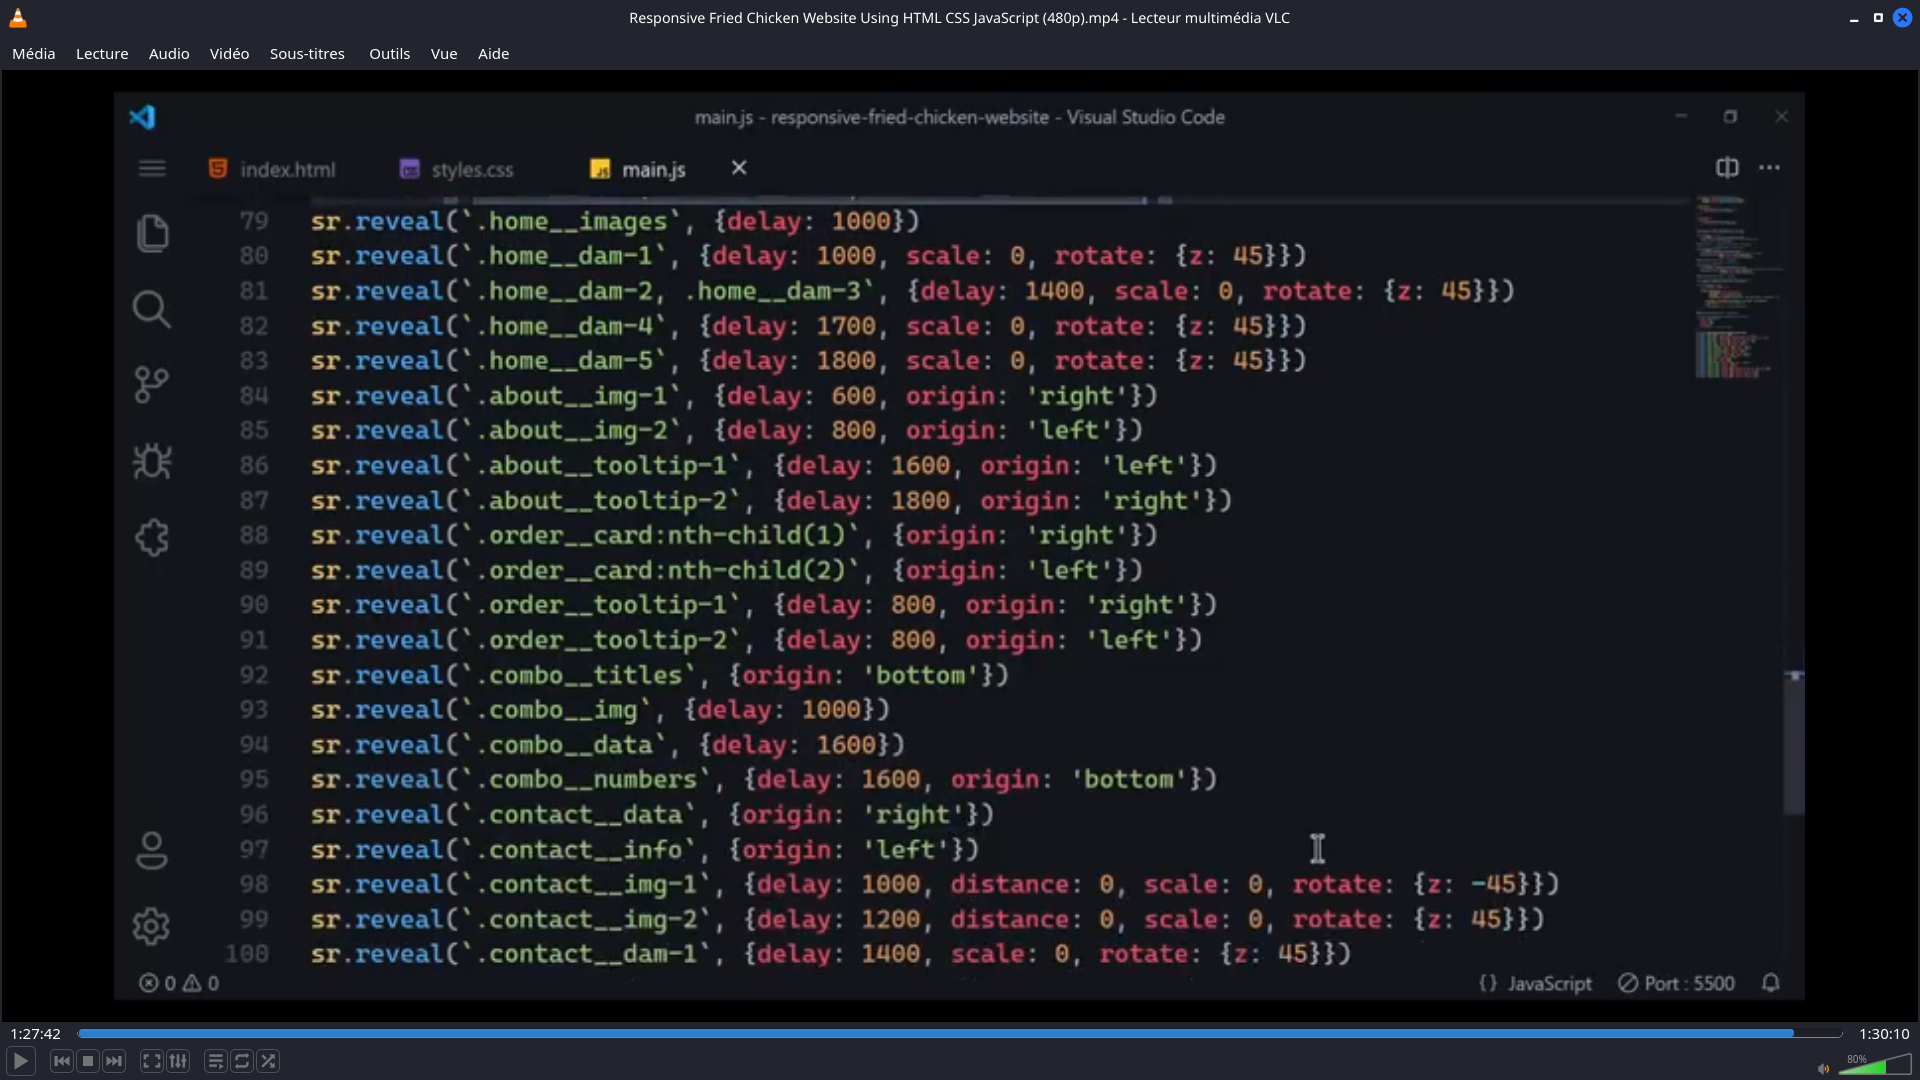 Responsive Fried Chicken Website Using HTML CSS JavaScript (480p).mp4 - Lecteur multimédia VLC
Média Lecture Audio Vidéo Sous-titres Outils Vue Aide
main.js - responsive-fried-chicken-website - Visual Studio Code
index.html styles.css main.js
79 sr.reveal(`.home__images`, {delay: 1000})
80 sr.reveal(`.home__dam-1`, {delay: 1000, scale: 0, rotate: {z: 45}})
81 sr.reveal(`.home__dam-2, .home__dam-3`, {delay: 1400, scale: 0, rotate: {z: 45}})
82 sr.reveal(`.home__dam-4`, {delay: 1700, scale: 0, rotate: {z: 45}})
83 sr.reveal(`.home__dam-5`, {delay: 1800, scale: 0, rotate: {z: 45}})
84 sr.reveal(`.about__img-1`, {delay: 600, origin: 'right'})
85 sr.reveal(`.about__img-2`, {delay: 800, origin: 'left'})
86 sr.reveal(`.about__tooltip-1`, {delay: 1600, origin: 'left'})
87 sr.reveal(`.about__tooltip-2`, {delay: 1800, origin: 'right'})
88 sr.reveal(`.order__card:nth-child(1)`, {origin: 'right'})
89 sr.reveal(`.order__card:nth-child(2)`, {origin: 'left'})
90 sr.reveal(`.order__tooltip-1`, {delay: 800, origin: 'right'})
91 sr.reveal(`.order__tooltip-2`, {delay: 800, origin: 'left'})
92 sr.reveal(`.combo__titles`, {origin: 'bottom'})
93 sr.reveal(`.combo__img`, {delay: 1000})
94 sr.reveal(`.combo__data`, {delay: 1600})
95 sr.reveal(`.combo__numbers`, {delay: 1600, origin: 'bottom'})
96 sr.reveal(`.contact__data`, {origin: 'right'})
97 sr.reveal(`.contact__info`, {origin: 'left'})
98 sr.reveal(`.contact__img-1`, {delay: 1000, distance: 0, scale: 0, rotate: {z: -45}})
99 sr.reveal(`.contact__img-2`, {delay: 1200, distance: 0, scale: 0, rotate: {z: 45}})
100 sr.reveal(`.contact__dam-1`, {delay: 1400, scale: 0, rotate: {z: 45}})
0 0 {} JavaScript Port : 5500
1:27:42 1:30:10
80%